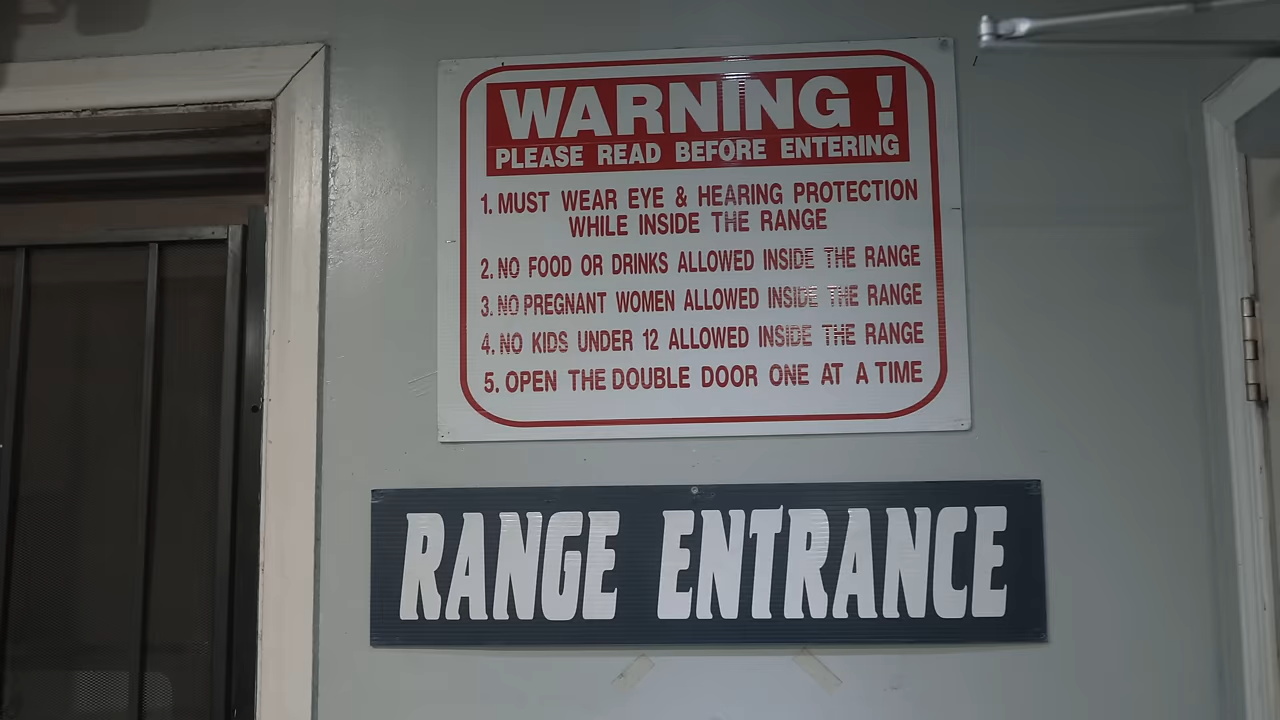 WARNING !
PLEASE READ BEFORE ENTERING
1. MUST WEAR EYE & HEARING PROTECTION
WHILE INSIDE THE RANGE
2. NO FOOD OR DRINKS ALLOWED INSIDE THE RANGE
3. NO PREGNANT WOMEN ALLOWED INSIDE THE RANGE
4. NO KIDS UNDER 12 ALLOWED INSIDE THE RANGE
5. OPEN THE DOUBLE DOOR ONE AT A TIME
RANGE ENTRANCE